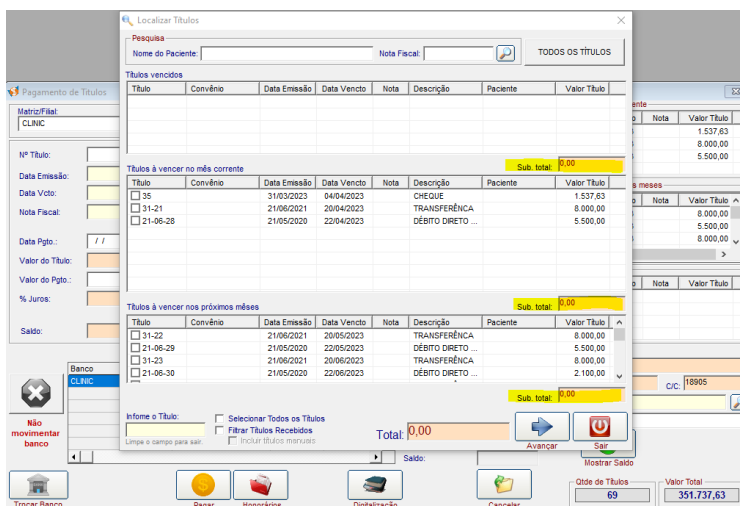 Localizar Títulos
Pesquisa
Nome do Paciente:
Nota Fiscal:
TODOS OS TÍTULOS
Títulos vencidos
Título Convênio Data Emissão Data Vencto Nota Descrição Paciente Valor Título
Sub. total: 0,00
Títulos à vencer no mês corrente
Título Convênio Data Emissão Data Vencto Nota Descrição Paciente Valor Título
35 31/03/2023 04/04/2023 CHEQUE 1.537,63
31-21 21/06/2021 20/04/2023 TRANSFERÊNCA 8.000,00
21-06-28 21/05/2020 22/04/2023 DÉBITO DIRETO ... 5.500,00
Sub. total: 0,00
Títulos à vencer nos próximos mêses
Título Convênio Data Emissão Data Vencto Nota Descrição Paciente Valor Título
31-22 21/06/2021 20/05/2023 TRANSFERÊNCA 8.000,00
21-06-29 21/05/2020 22/05/2023 DÉBITO DIRETO ... 5.500,00
31-23 21/06/2021 20/06/2023 TRANSFERÊNCA 8.000,00
21-06-30 21/05/2020 22/06/2023 DÉBITO DIRETO ... 2.100,00
Sub. total: 0,00
Infome o Título:
Limpe o campo para sair.
Selecionar Todos os Títulos
Filtrar Títulos Recebidos
Incluir títulos manuais
Total: 0,00
Avançar
Sair
Pagamento de Títulos
Matriz/Filial:
CLINIC
Nº Título:
Data Emissão:
Data Vcto:
Nota Fiscal:
Data Pgto.: / /
Valor do Título:
Valor do Pgto.:
% Juros:
Saldo:
ente
Nota Valor Título
1.537,63
8.000,00
5.500,00
s meses
Nota Valor Título
8.000,00
5.500,00
8.000,00
Nota Valor Título
Banco
CLINIC
C/C: 18905
Não
movimentar
banco
Saldo:
Mostrar Saldo
Trocar Banco
Pagar
Honorários
Digitalização
Cancelar
Qtde de Títulos
69
Valor Total
351.737,63